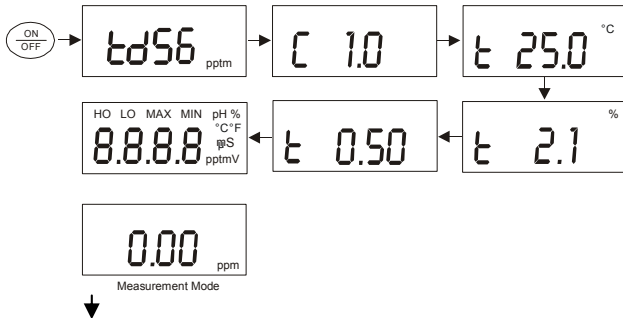 ON
OFF
tdS6 pptm
C 1.0
t 25.0 °C
t 2.1 %
t 0.50
HO LO MAX MIN pH %
°C°F
8.8.8.8
pptmV
0.00 ppm
Measurement Mode